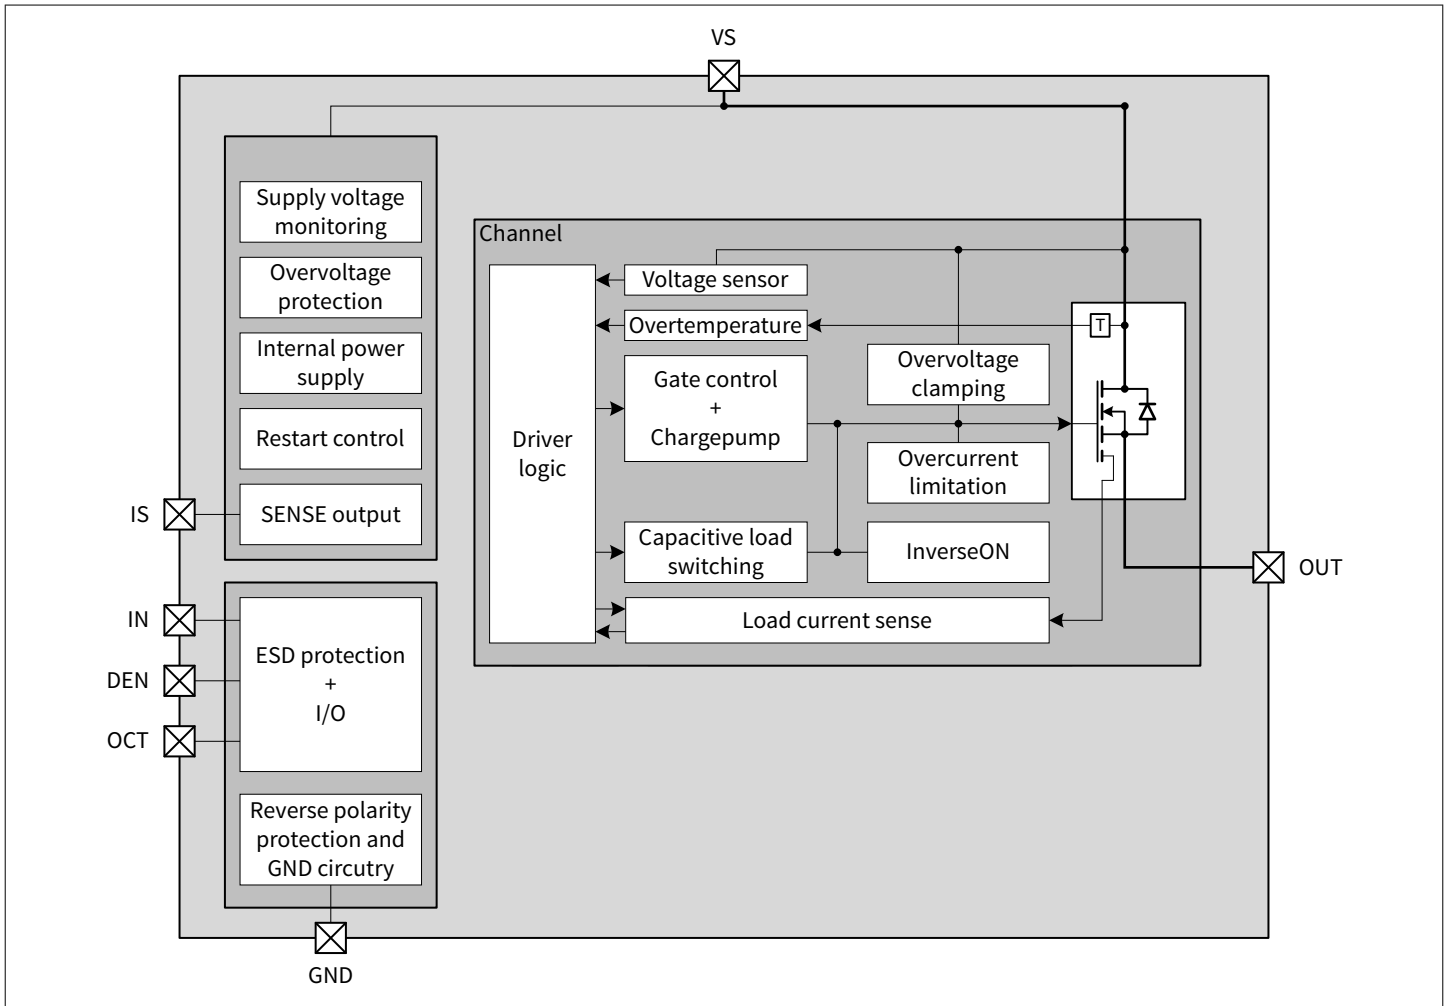 VS
Supply voltage
monitoring
Overvoltage
protection
Internal power
supply
Restart control
IS
SENSE output
IN
DEN
OCT
ESD protection
+
I/O
Reverse polarity
protection and
GND circutry
GND
Channel
Driver
logic
Voltage sensor
Overtemperature
Gate control
+
Chargepump
Capacitive load
switching
Load current sense
Overvoltage
clamping
Overcurrent
limitation
InverseON
T
OUT